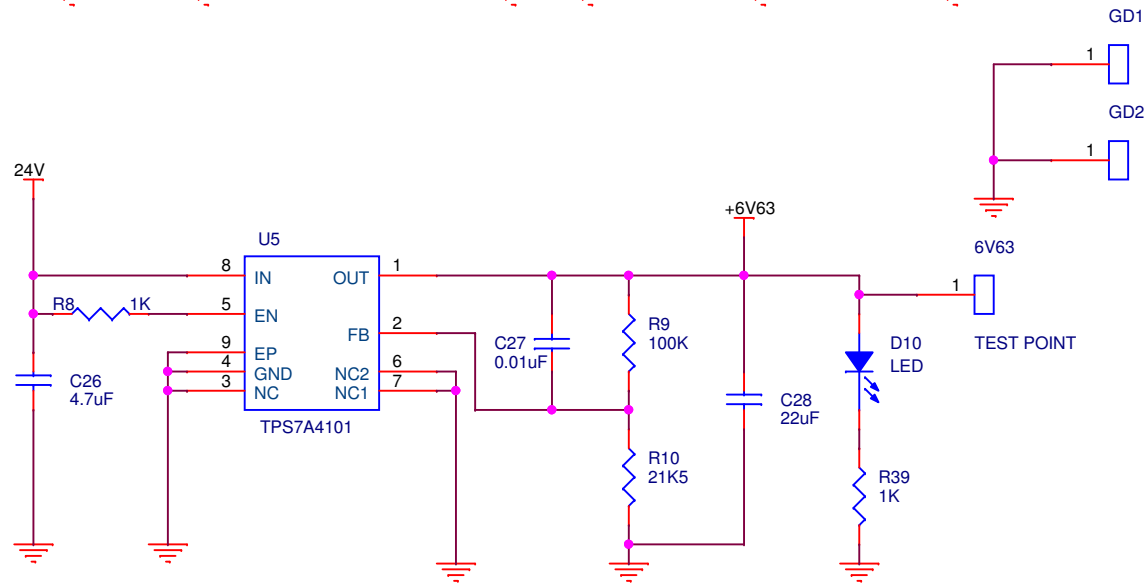 GD1
1
GD2
1
24V
+6V63
U5
6V63
8
IN
OUT
1
1
R8
1K
5
EN
FB
2
R9
100K
C27
0.01uF
TEST POINT
D10
LED
9
EP
4
GND
NC2
6
3
NC
NC1
7
C26
4.7uF
C28
22uF
TPS7A4101
R10
21K5
R39
1K